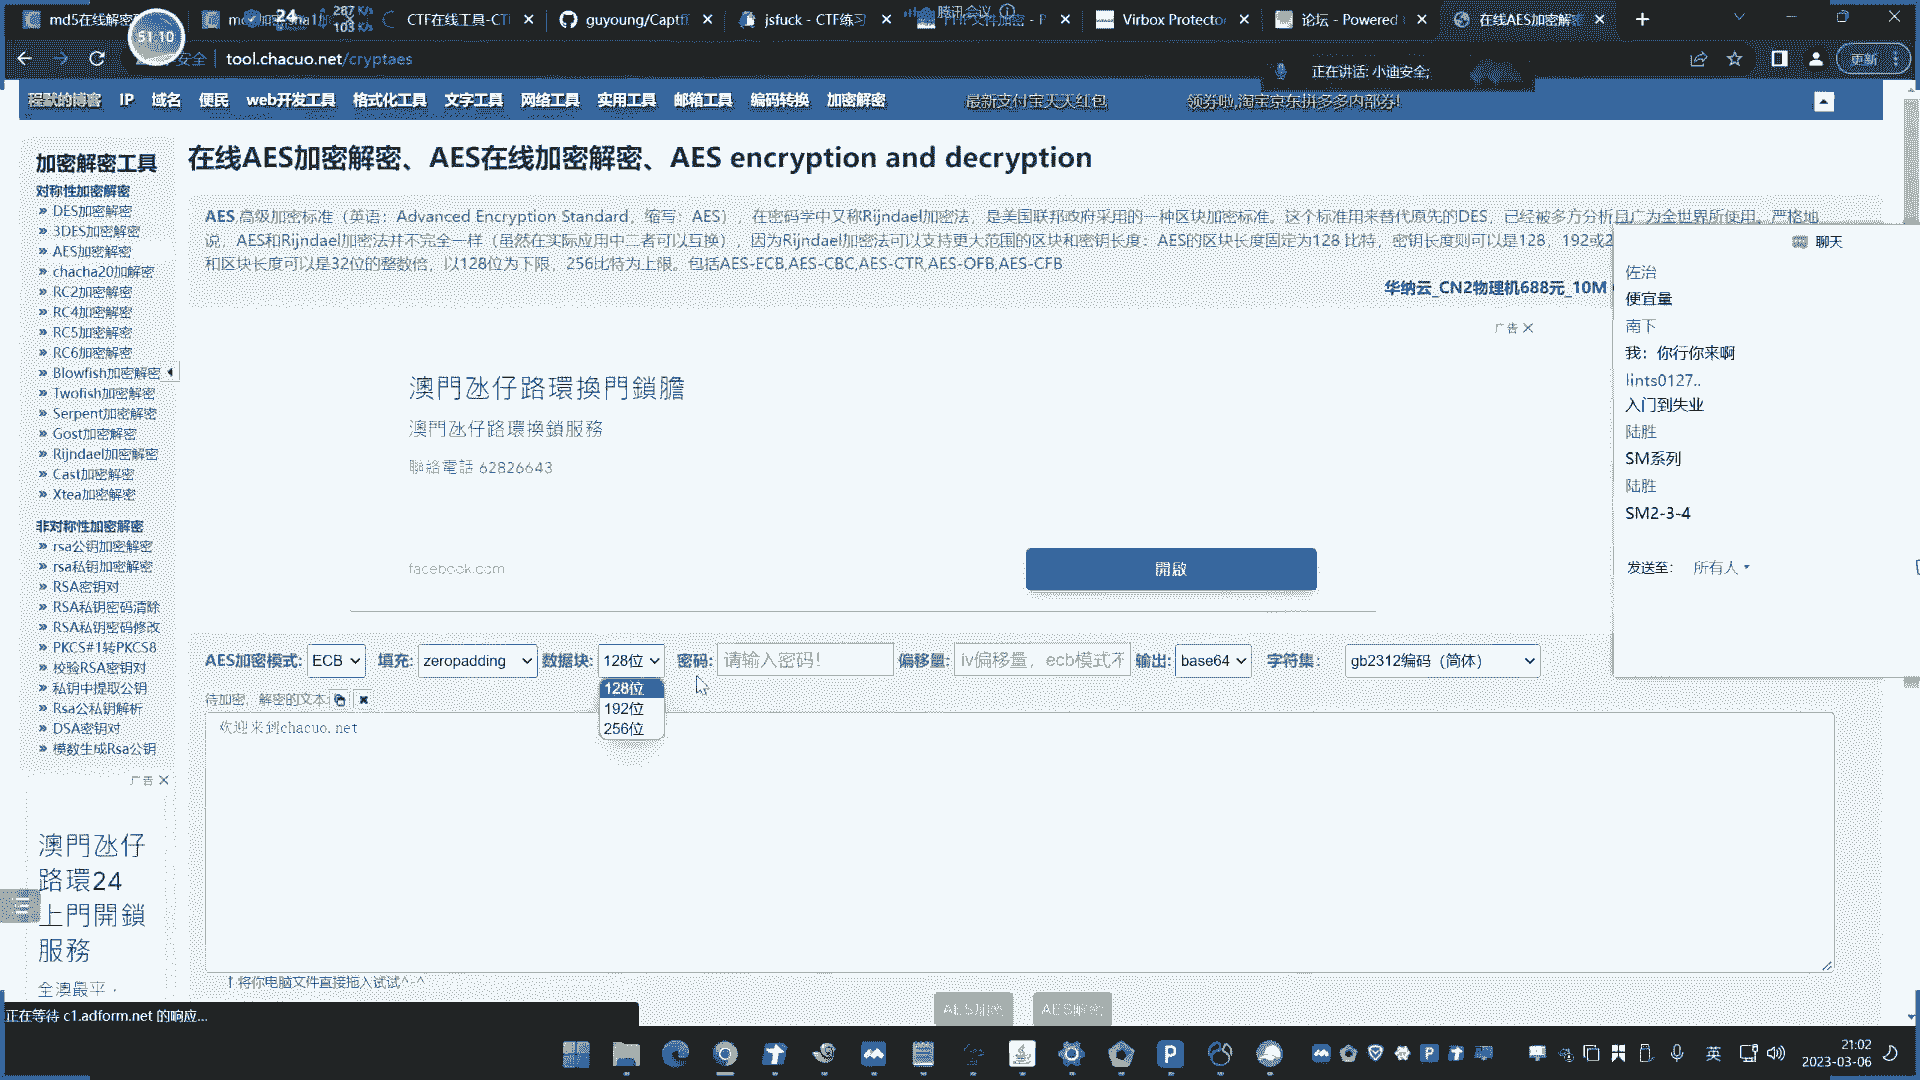 md5在线解密
24
287 K/s
103 K/s
CTF在线工具-CT
guyoung/Captf
jsfuck - CTF练习
腾讯会议
Virbox Protector
论坛 - Powered
在线AES加密解密
51:10
安全
tool.chacuo.net/cryptaes
更新
正在讲话: 小迪安全;
程默的博客 IP 域名 便民 web开发工具 格式化工具 文字工具 网络工具 实用工具 邮箱工具 编码转换 加密解密 最新支付宝天天红包 领券啦,淘宝京东拼多多内部券!
加密解密工具
对称性加密解密
» DES加密解密
» 3DES加密解密
» AES加密解密
» chacha20加解密
» RC2加密解密
» RC4加密解密
» RC5加密解密
» RC6加密解密
» Blowfish加密解密
» Twofish加密解密
» Serpent加密解密
» Gost加密解密
» Rijndael加密解密
» Cast加密解密
» Xtea加密解密
非对称性加密解密
» rsa公钥加密解密
» rsa私钥加密解密
» RSA密钥对
» RSA私钥密码清除
» RSA私钥密码修改
» PKCS#1转PKCS8
» 校验RSA密钥对
» 私钥中提取公钥
» Rsa公私钥解析
» DSA密钥对
» 模数生成Rsa公钥
广告
澳門氹仔
路環24
上門開鎖
服務
全澳最平，
在线AES加密解密、AES在线加密解密、AES encryption and decryption
AES,高级加密标准（英语：Advanced Encryption Standard，缩写：AES），在密码学中又称Rijndael加密法，是美国联邦政府采用的一种区块加密标准。这个标准用来替代原先的DES，已经被多方分析且广为全世界所使用。严格地
说，AES和Rijndael加密法并不完全一样（虽然在实际应用中二者可以互换），因为Rijndael加密法可以支持更大范围的区块和密钥长度：AES的区块长度固定为128 比特，密钥长度则可以是128，192或2
和区块长度可以是32位的整数倍，以128位为下限，256比特为上限。包括AES-ECB,AES-CBC,AES-CTR,AES-OFB,AES-CFB
华纳云_CN2物理机688元_10M
广告
澳門氹仔路環換門鎖膽
澳門氹仔路環換鎖服務
聯絡電話 62826643
facebook.com
開啟
AES加密模式: ECB 填充: zeropadding 数据块: 128位 密码: 请输入密码! 偏移量: iv偏移量，ecb模式不 输出: base64 字符集: gb2312编码（简体）
128位
192位
256位
待加密、解密的文本:
欢迎来到chacuo.net
↑将你电脑文件直接拖入试试^-^
AES加密 AES解密
聊天
佐治
便宜量
南下
我：你行你来啊
lints0127..
入门到失业
陆胜
SM系列
陆胜
SM2-3-4
发送至: 所有人
正在等待 c1.adform.net 的响应...
英
21:02
2023-03-06